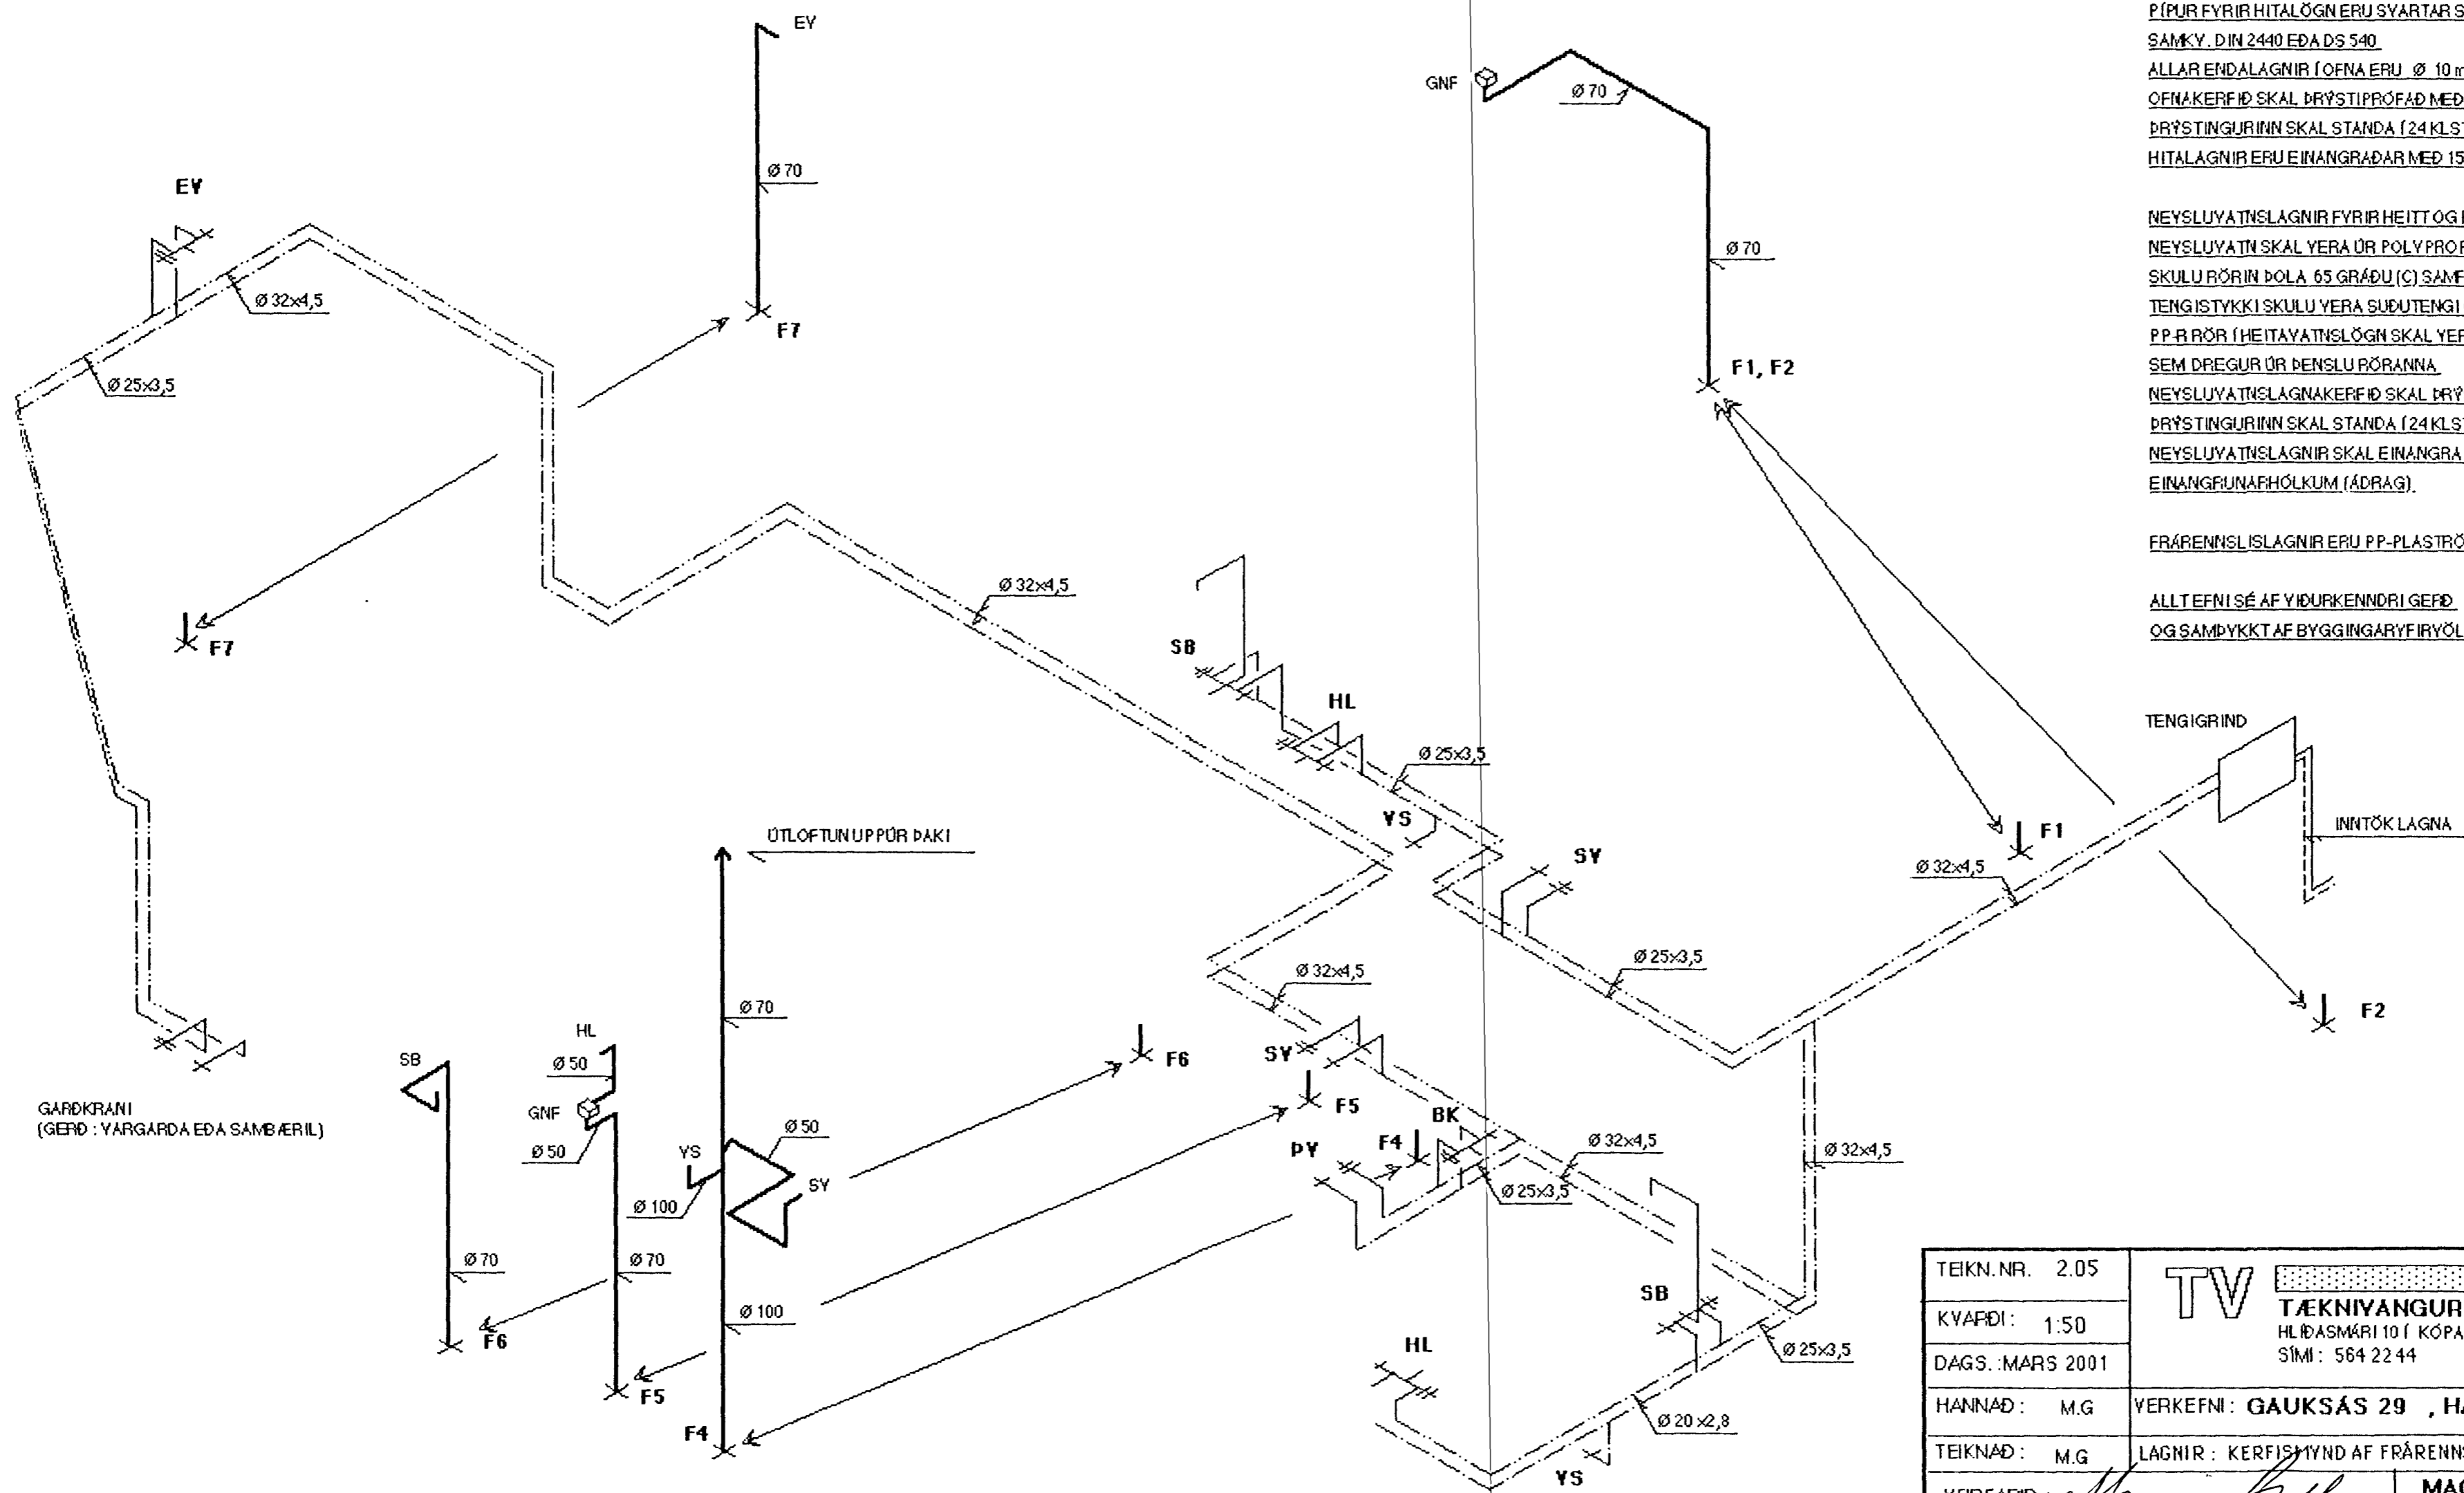 PÍPUR FYRIR HITALÖGN ERU SVARTAR S
SAMKV. DIN 2440 EÐA DS 540
ALLAR ENDALAGNIR Í OFNA ERU Ø 10 m
OFNAKERFIÐ SKAL ÞRÝSTIPRÓFAÐ MEÐ
ÞRÝSTINGURINN SKAL STANDA Í 24 KLST
HITALAGNIR ERU EINANGRAÐAR MEÐ 15
NEYSLUVATNSLAGNIR FYRIR HEITT OG
NEYSLUVATN SKAL VERA ÚR POLYPROP
SKULU RÖRIN ÞOLA 65 GRÁÐU (C) SAMF
TENGISTYKKI SKULU VERA SUÐUTENGI
PP-R RÖR Í HEITAVATNSLÖGN SKAL VER
SEM DREGUR ÚR ÞENSLU RÖRANNA
NEYSLUVATNSLAGNAKERFIÐ SKAL ÞRÝ
ÞRÝSTINGURINN SKAL STANDA Í 24 KLST
NEYSLUVATNSLAGNIR SKAL EINANGRA
EINANGRUNARHÓLKUM (ÁDRAG).
FRÁRENNSLISLAGNIR ERU PP-PLASTRÖ
ALLT EFNI SÉ AF VIÐURKENNDRI GERÐ
OG SAMÞYKKT AF BYGGINGARYFIRVÖL
EV
Ø 70
F7
GNF
Ø 70
Ø 70
F1, F2
EV
Ø 32x4,5
Ø 25x3,5
F7
Ø 32x4,5
SB
HL
Ø 25x3,5
VS
SV
TENGIGRIND
INNTÖK LAGNA
F1
Ø 32x4,5
F2
ÚTLOFTUN UPP ÚR ÞAKI
Ø 25x3,5
Ø 32x4,5
Ø 70
HL
SB
Ø 50
GNF
Ø 50
VS
Ø 50
SV
Ø 100
F6
SV
F5
BK
F4
ÞV
Ø 32x4,5
Ø 25x3,5
Ø 32x4,5
GARÐKRANI
(GERÐ : VARGARDA EÐA SAMBÆRIL)
Ø 70
Ø 70
Ø 100
F6
F5
F4
SB
Ø 25x3,5
HL
Ø 20x2,8
VS
TEIKN. NR. 2.05
KVARÐI : 1:50
DAGS. : MARS 2001
HANNAÐ : M.G
TEIKNAÐ : M.G
TV
TÆKNIVANGUR
HLÍÐASMÁRI 10 Í KÓPA
SÍMI : 564 22 44
VERKEFNI : GAUKSÁS 29 , HA
LAGNIR : KERFISMYND AF FRÁRENN